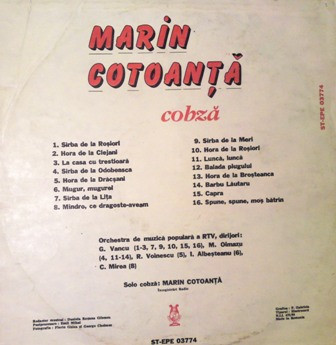 MARIN
COTOANȚĂ
cobză
ST-EPE 03774
1. Sîrba de la Roșiori
2. Hora de la Clejani
3. La casa cu trestioară
4. Sîrba de la Odobeasca
5. Hora de la Drăcșani
6. Mugur, mugurel
7. Sîrba de la Lița
8. Mîndro, ce dragoste-aveam
9. Sîrba de la Meri
10. Hora de la Roșiori
11. Luncă, luncă
12. Balada plugului
13. Hora de la Breșteanca
14. Barbu Lăutaru
15. Capra
16. Spune, spune, moș bătrîn
Orchestra de muzică populară a RTV, dirijori:
G. Vancu (1-3, 7, 9, 10, 15, 16), M. Olmazu
(4, 11-14), R. Voinescu (5), I. Albeșteanu (6),
C. Mirea (8)
Solo cobză: MARIN COTOANȚĂ
Înregistrări Radio
ST-EPE 03774